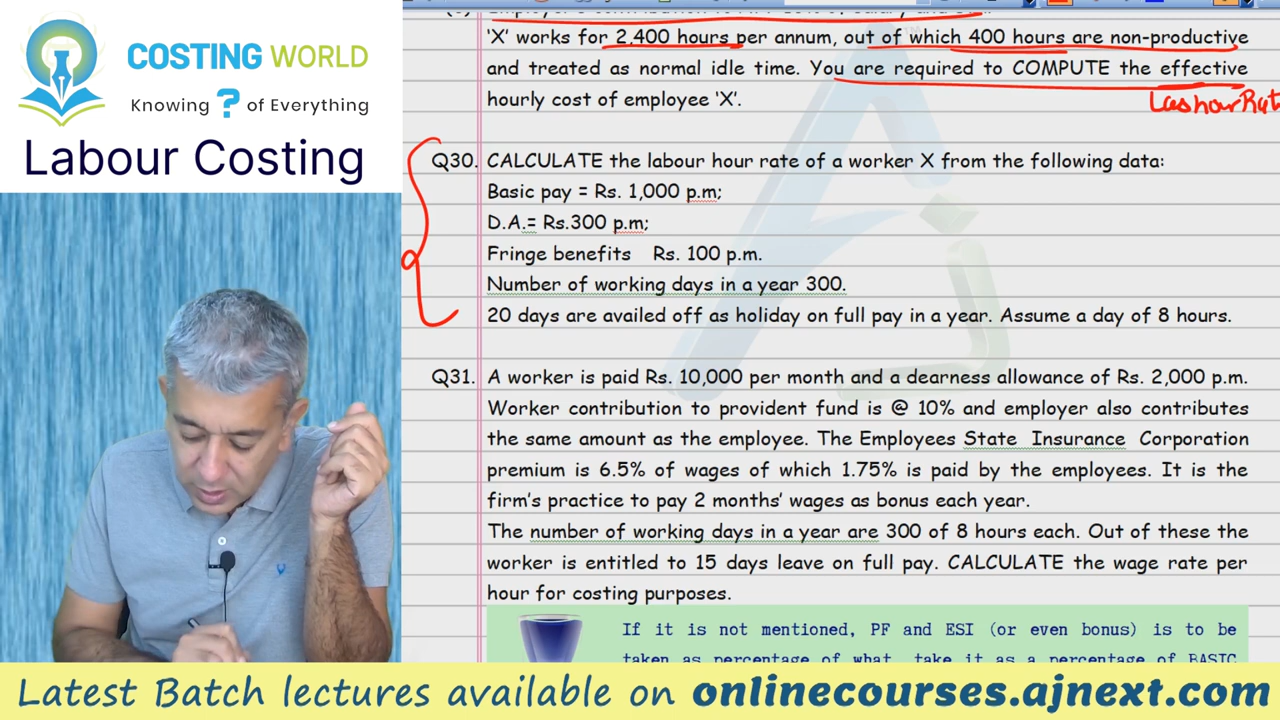 COSTING WORLD
Knowing ? of Everything
Labour Costing
'X' works for 2,400 hours per annum, out of which 400 hours are non-productive
and treated as normal idle time. You are required to COMPUTE the effective
hourly cost of employee 'X'.
Q30. CALCULATE the labour hour rate of a worker X from the following data:
Basic pay = Rs. 1,000 p.m;
D.A.= Rs.300 p.m;
Fringe benefits Rs. 100 p.m.
Number of working days in a year 300.
20 days are availed off as holiday on full pay in a year. Assume a day of 8 hours.
Q31. A worker is paid Rs. 10,000 per month and a dearness allowance of Rs. 2,000 p.m.
Worker contribution to provident fund is @ 10% and employer also contributes
the same amount as the employee. The Employees State Insurance Corporation
premium is 6.5% of wages of which 1.75% is paid by the employees. It is the
firm's practice to pay 2 months' wages as bonus each year.
The number of working days in a year are 300 of 8 hours each. Out of these the
worker is entitled to 15 days leave on full pay. CALCULATE the wage rate per
hour for costing purposes.
If it is not mentioned, PF and ESI (or even bonus) is to be
taken as percentage of what, take it as a percentage of BASIC
Latest Batch lectures available on onlinecourses.ajnext.com